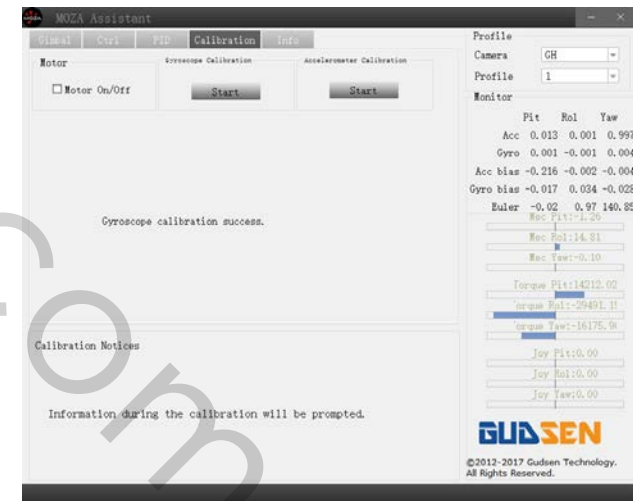 MOZA Assistant
Gimbal Ctrl PID Calibration Info
Motor
Motor On/Off
Gyroscope Calibration
Start
Accelerometer Calibration
Start
Gyroscope calibration success.
Calibration Notices
Information during the calibration will be prompted.
Profile
Camera GH
Profile 1
Monitor
Pit Rol Yaw
Acc 0.013 0.001 0.997
Gyro 0.001 -0.001 0.004
Acc bias -0.216 -0.002 -0.004
Gyro bias -0.017 0.034 -0.028
Euler -0.02 0.97 140.85
Mec Pit:-1.26
Mec Rol:14.81
Mec Yaw:-0.10
Torque Pit:14212.02
Torque Yaw:-16175.9
Joy Pit:0.00
Joy Rol:0.00
Joy Yaw:0.00
GUDSEN
©2012-2017 Gudsen Technology.
All Rights Reserved.
Com